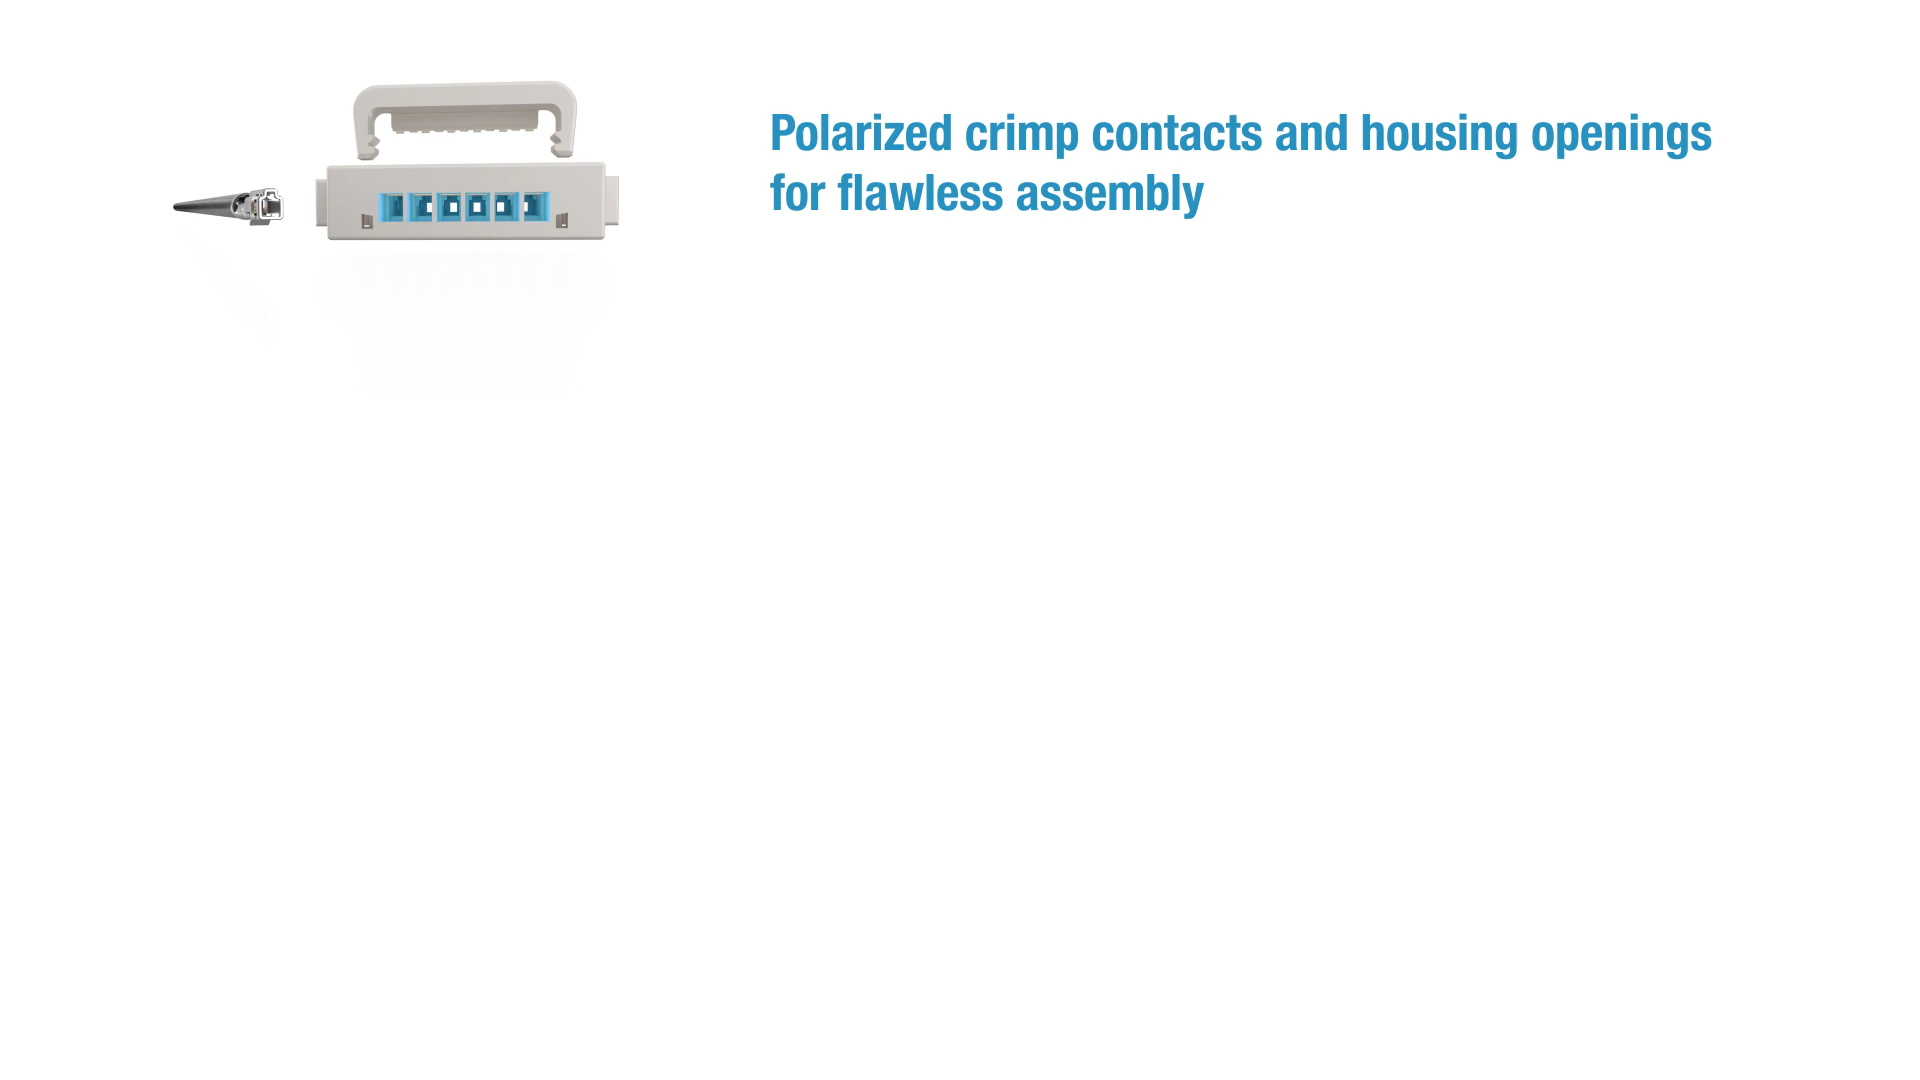 Polarized crimp contacts and housing openings
for flawless assembly